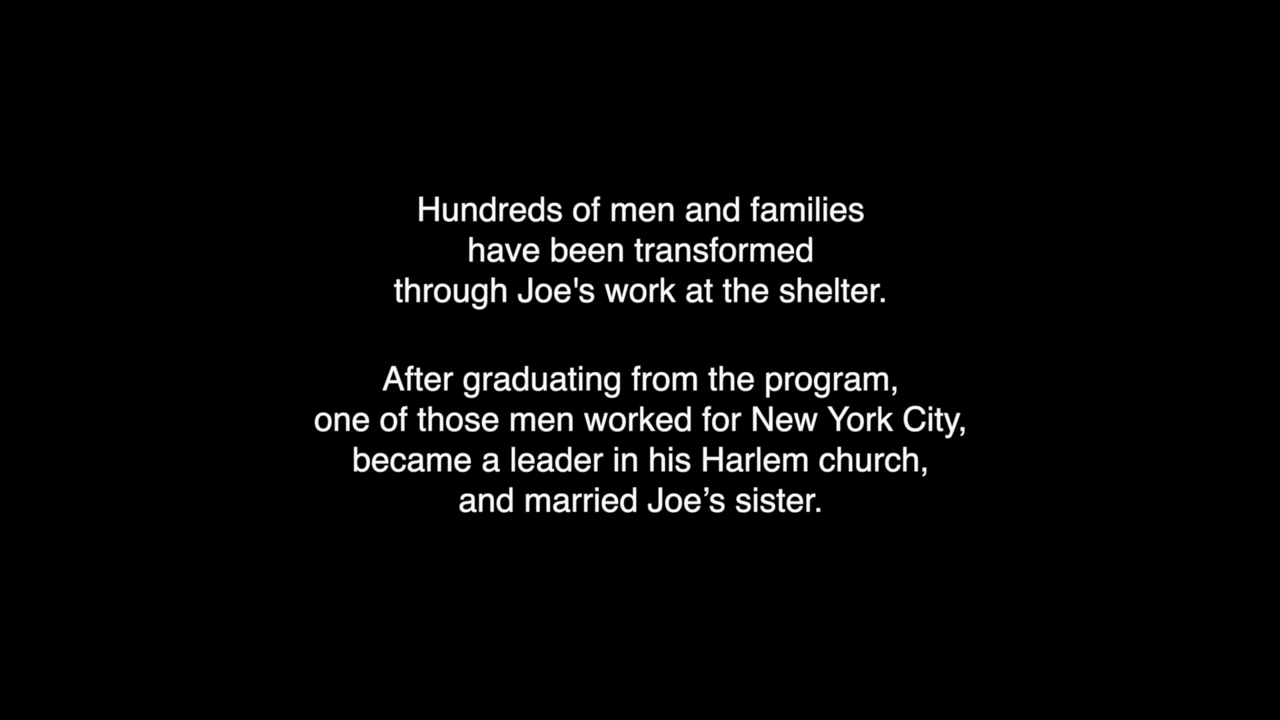 Hundreds of men and families
have been transformed
through Joe's work at the shelter.
After graduating from the program,
one of those men worked for New York City,
became a leader in his Harlem church,
and married Joe’s sister.